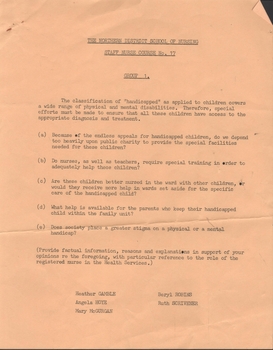 THE NORTHERN DISTRICT SCHOOL OF NURSING
STAFF NURSE COURSE No. 77
GROUP 1.
The classification of "handicapped" as applied to children covers
a wide range of physical and mental disabilities. Therefore, special
efforts must be made to ensure that all these children have access to the
appropriate diagnosis and treatment.
(a) Because of the endless appeals for handicapped children, do we depend
too heavily upon public charity to provide the special facilities
needed for these children?
(b) Do nurses, as well as teachers, require special training in order to
adequately help these children?
(c) Are these children better nursed in the ward with other children, or
would they receive more help in wards set aside for the specific
care of the handicapped child?
(d) What help is available for the parents who keep their handicapped
child within the family unit?
(e) Does society place a greater stigma on a physical or a mental
handicap?
(Provide factual information, reasons and explanations in support of your
opinions on the foregoing, with particular reference to the role of the
registered nurse in the Health Services.)
Heather GAMBLE
Angela
Mary McGURGAN
Beryl
Ruth SCRIVENER